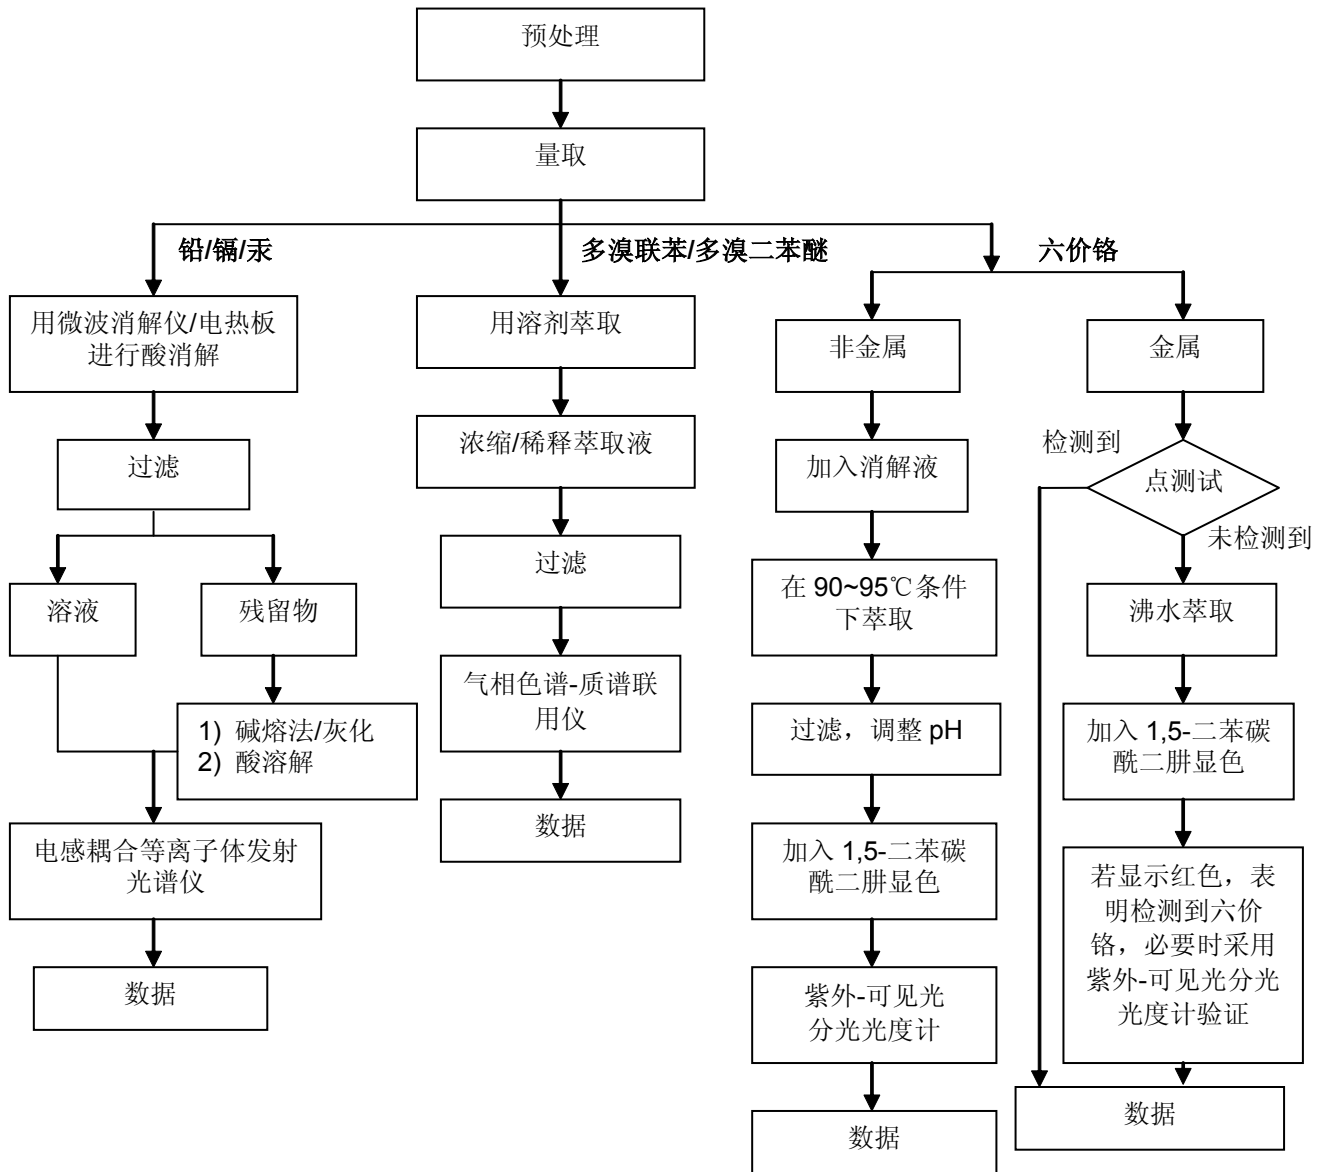 预处理
量取
铅/镉/汞
多溴联苯/多溴二苯醚
六价铬
用微波消解仪/电热板
进行酸消解
过滤
溶液
残留物
1) 碱熔法/灰化
2) 酸溶解
电感耦合等离子体发射
光谱仪
数据
用溶剂萃取
浓缩/稀释萃取液
过滤
气相色谱-质谱联
用仪
数据
非金属
加入消解液
在 90~95℃条件
下萃取
过滤，调整 pH
加入 1,5-二苯碳
酰二肼显色
紫外-可见光
分光光度计
数据
金属
检测到
点测试
未检测到
沸水萃取
加入 1,5-二苯碳
酰二肼显色
若显示红色，表
明检测到六价
铬，必要时采用
紫外-可见光分光
光度计验证
数据